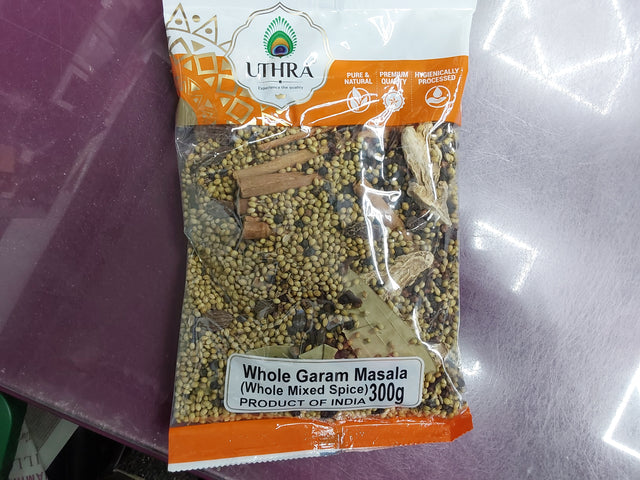 UTHRA
Experience the quality
PURE &
NATURAL
PREMIUM
QUALITY
HYGIENICALLY
PROCESSED
Whole Garam Masala
(Whole Mixed Spice) 300g
PRODUCT OF INDIA